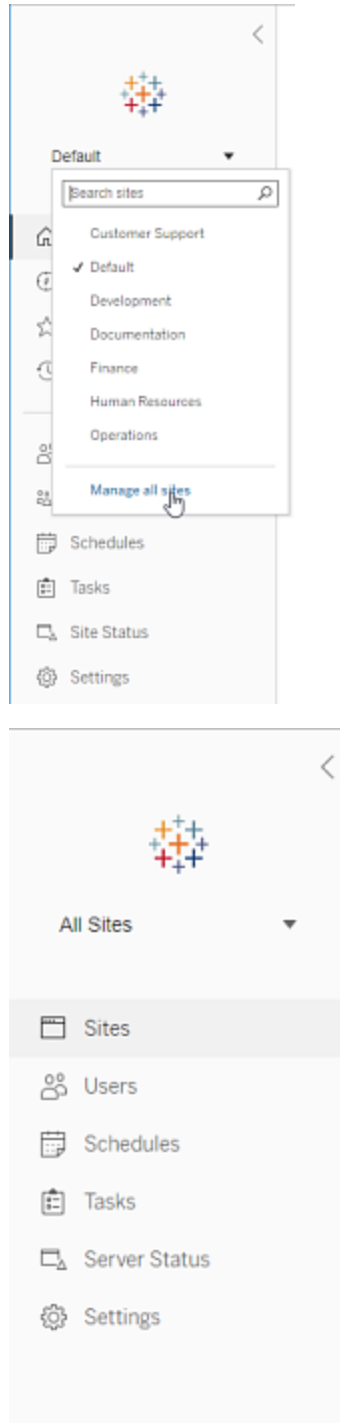 Default
Search sites
Customer Support
Default
Development
Documentation
Finance
Human Resources
Operations
Manage all sites
Schedules
Tasks
Site Status
Settings
All Sites
Sites
Users
Schedules
Tasks
Server Status
Settings